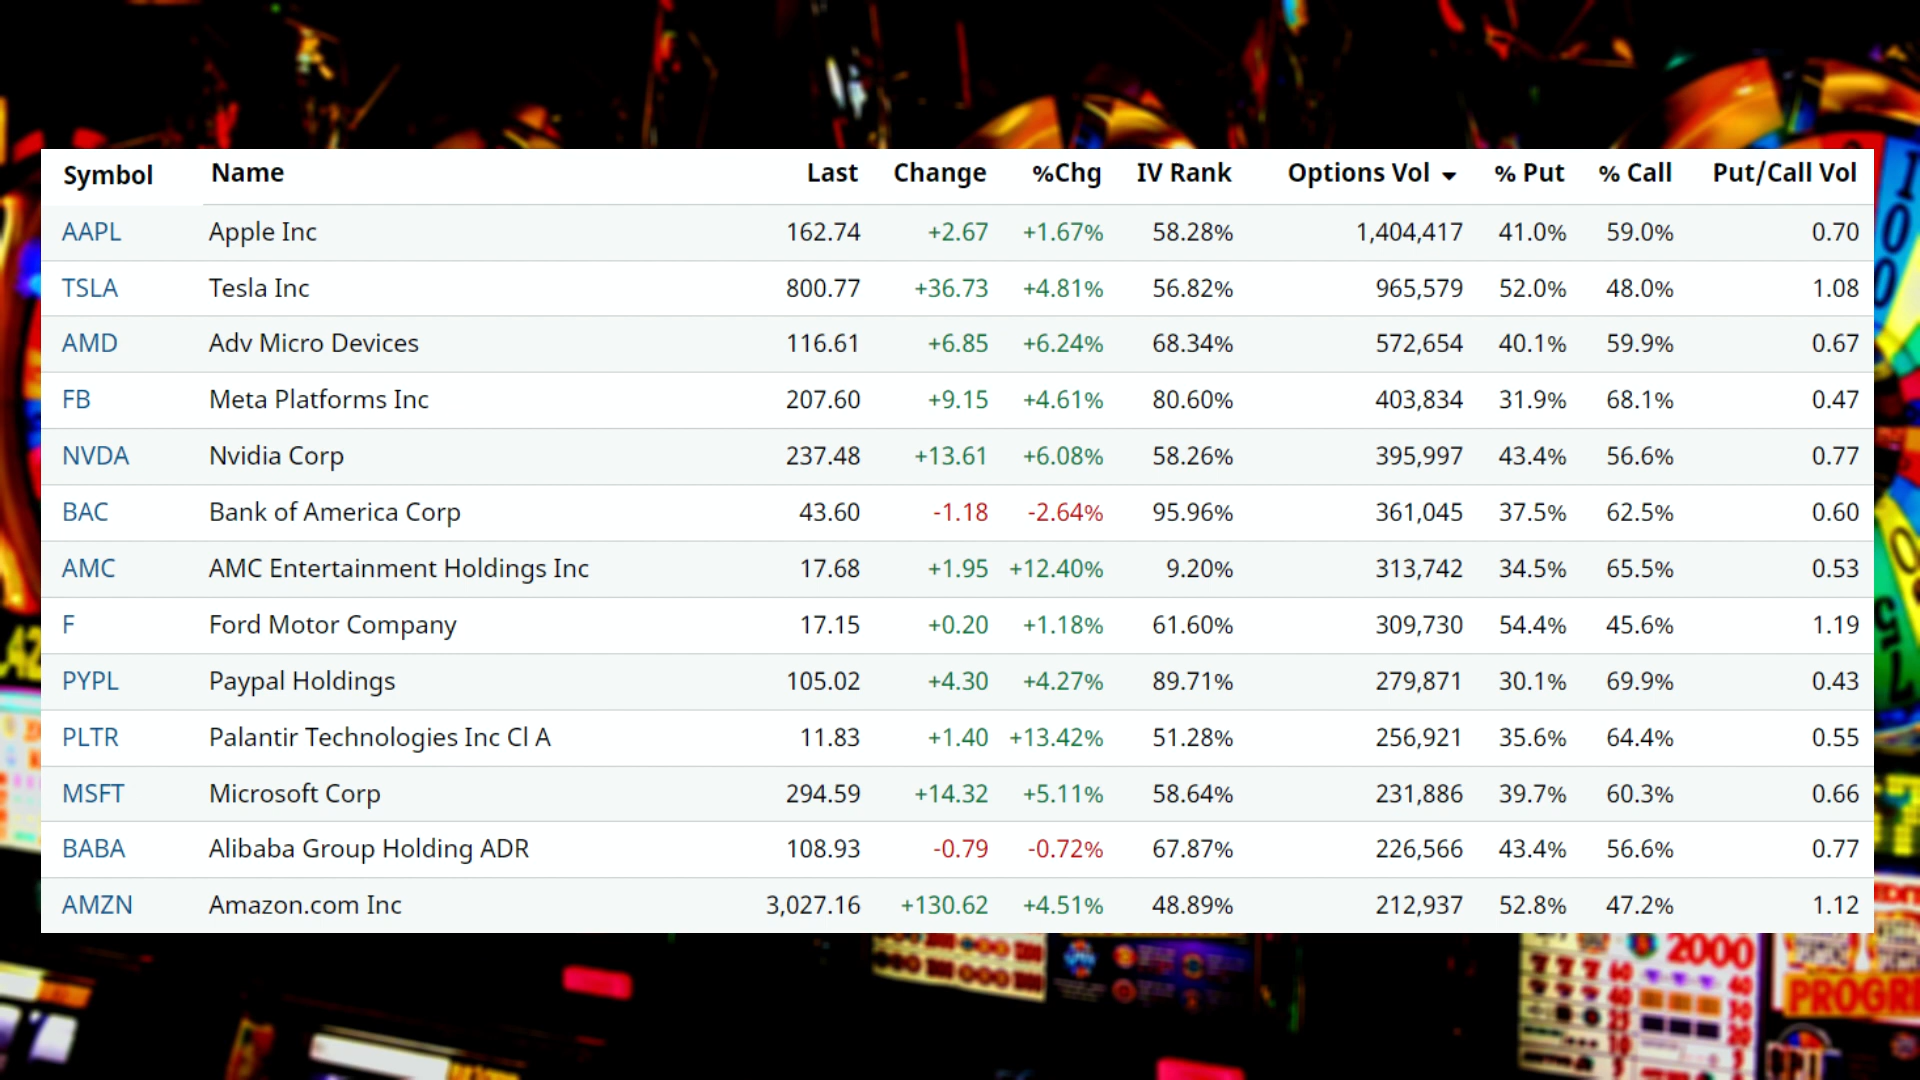 Symbol Name Last Change %Chg IV Rank Options Vol % Put % Call Put/Call Vol
AAPL Apple Inc 162.74 +2.67 +1.67% 58.28% 1,404,417 41.0% 59.0% 0.70
TSLA Tesla Inc 800.77 +36.73 +4.81% 56.82% 965,579 52.0% 48.0% 1.08
AMD Adv Micro Devices 116.61 +6.85 +6.24% 68.34% 572,654 40.1% 59.9% 0.67
FB Meta Platforms Inc 207.60 +9.15 +4.61% 80.60% 403,834 31.9% 68.1% 0.47
NVDA Nvidia Corp 237.48 +13.61 +6.08% 58.26% 395,997 43.4% 56.6% 0.77
BAC Bank of America Corp 43.60 -1.18 -2.64% 95.96% 361,045 37.5% 62.5% 0.60
AMC AMC Entertainment Holdings Inc 17.68 +1.95 +12.40% 9.20% 313,742 34.5% 65.5% 0.53
F Ford Motor Company 17.15 +0.20 +1.18% 61.60% 309,730 54.4% 45.6% 1.19
PYPL Paypal Holdings 105.02 +4.30 +4.27% 89.71% 279,871 30.1% 69.9% 0.43
PLTR Palantir Technologies Inc Cl A 11.83 +1.40 +13.42% 51.28% 256,921 35.6% 64.4% 0.55
MSFT Microsoft Corp 294.59 +14.32 +5.11% 58.64% 231,886 39.7% 60.3% 0.66
BABA Alibaba Group Holding ADR 108.93 -0.79 -0.72% 67.87% 226,566 43.4% 56.6% 0.77
AMZN Amazon.com Inc 3,027.16 +130.62 +4.51% 48.89% 212,937 52.8% 47.2% 1.12
2000